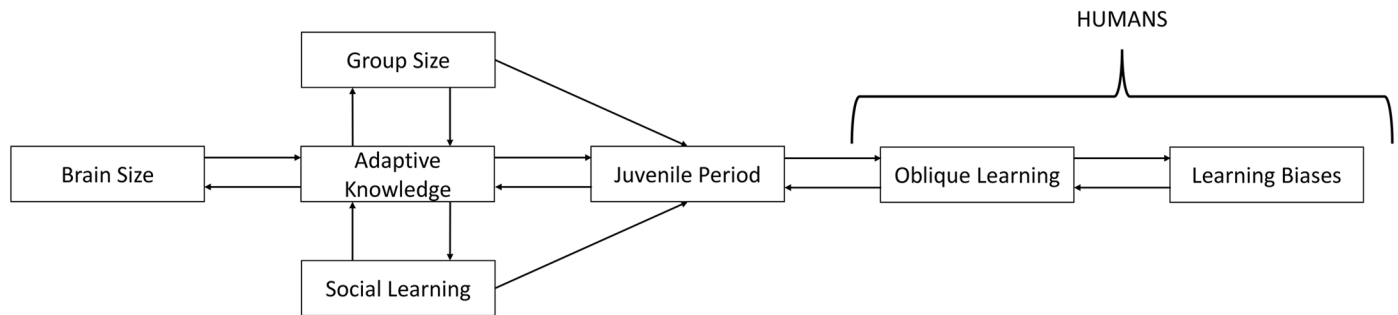 HUMANS
Group Size
Brain Size
Adaptive
Knowledge
Juvenile Period
Oblique Learning
Learning Biases
Social Learning